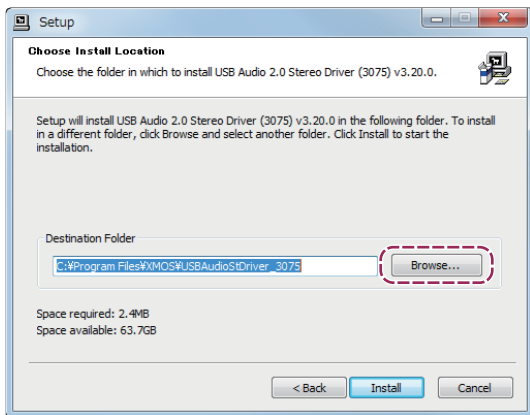 Setup
Choose Install Location
Choose the folder in which to install USB Audio 2.0 Stereo Driver (3075) v3.20.0.
Setup will install USB Audio 2.0 Stereo Driver (3075) v3.20.0 in the following folder. To install
in a different folder, click Browse and select another folder. Click Install to start the
installation.
Destination Folder
C:¥Program Files¥XMOS¥USBAudioStDriver_3075
Browse...
Space required: 2.4MB
Space available: 63.7GB
< Back
Install
Cancel